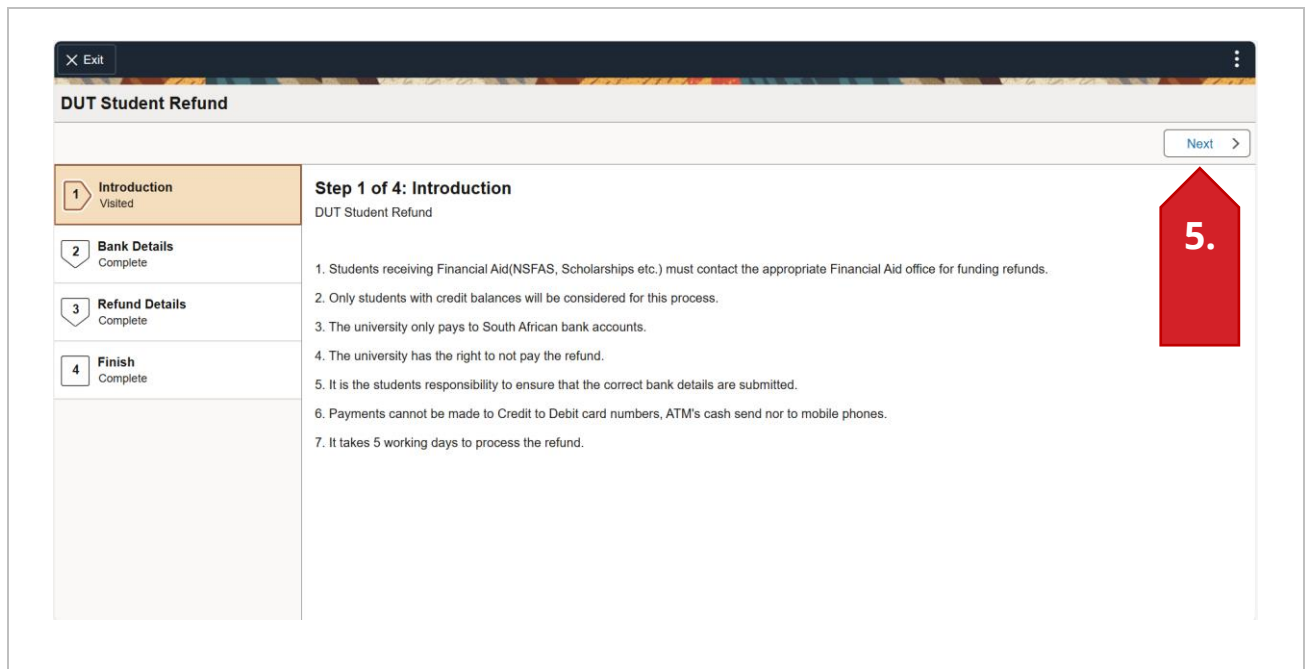 Exit
DUT Student Refund
Next
1 Introduction
Visited
2 Bank Details
Complete
3 Refund Details
Complete
4 Finish
Complete
Step 1 of 4: Introduction
DUT Student Refund
1. Students receiving Financial Aid(NSFAS, Scholarships etc.) must contact the appropriate Financial Aid office for funding refunds.
2. Only students with credit balances will be considered for this process.
3. The university only pays to South African bank accounts.
4. The university has the right to not pay the refund.
5. It is the students responsibility to ensure that the correct bank details are submitted.
6. Payments cannot be made to Credit to Debit card numbers, ATM's cash send nor to mobile phones.
7. It takes 5 working days to process the refund.
5.